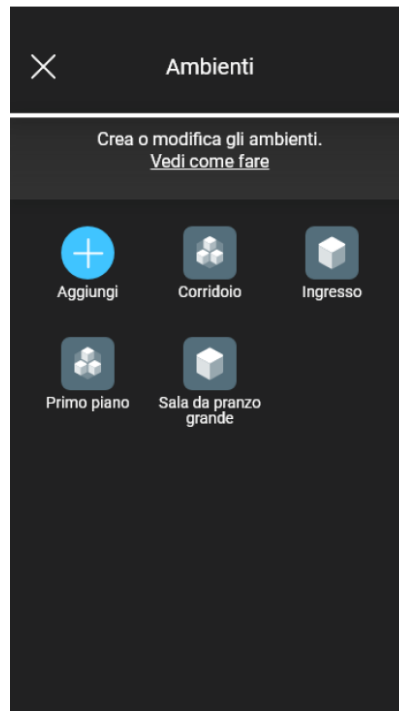 Ambienti
Crea o modifica gli ambienti.
Vedi come fare
Aggiungi
Corridoio
Ingresso
Primo piano
Sala da pranzo
grande